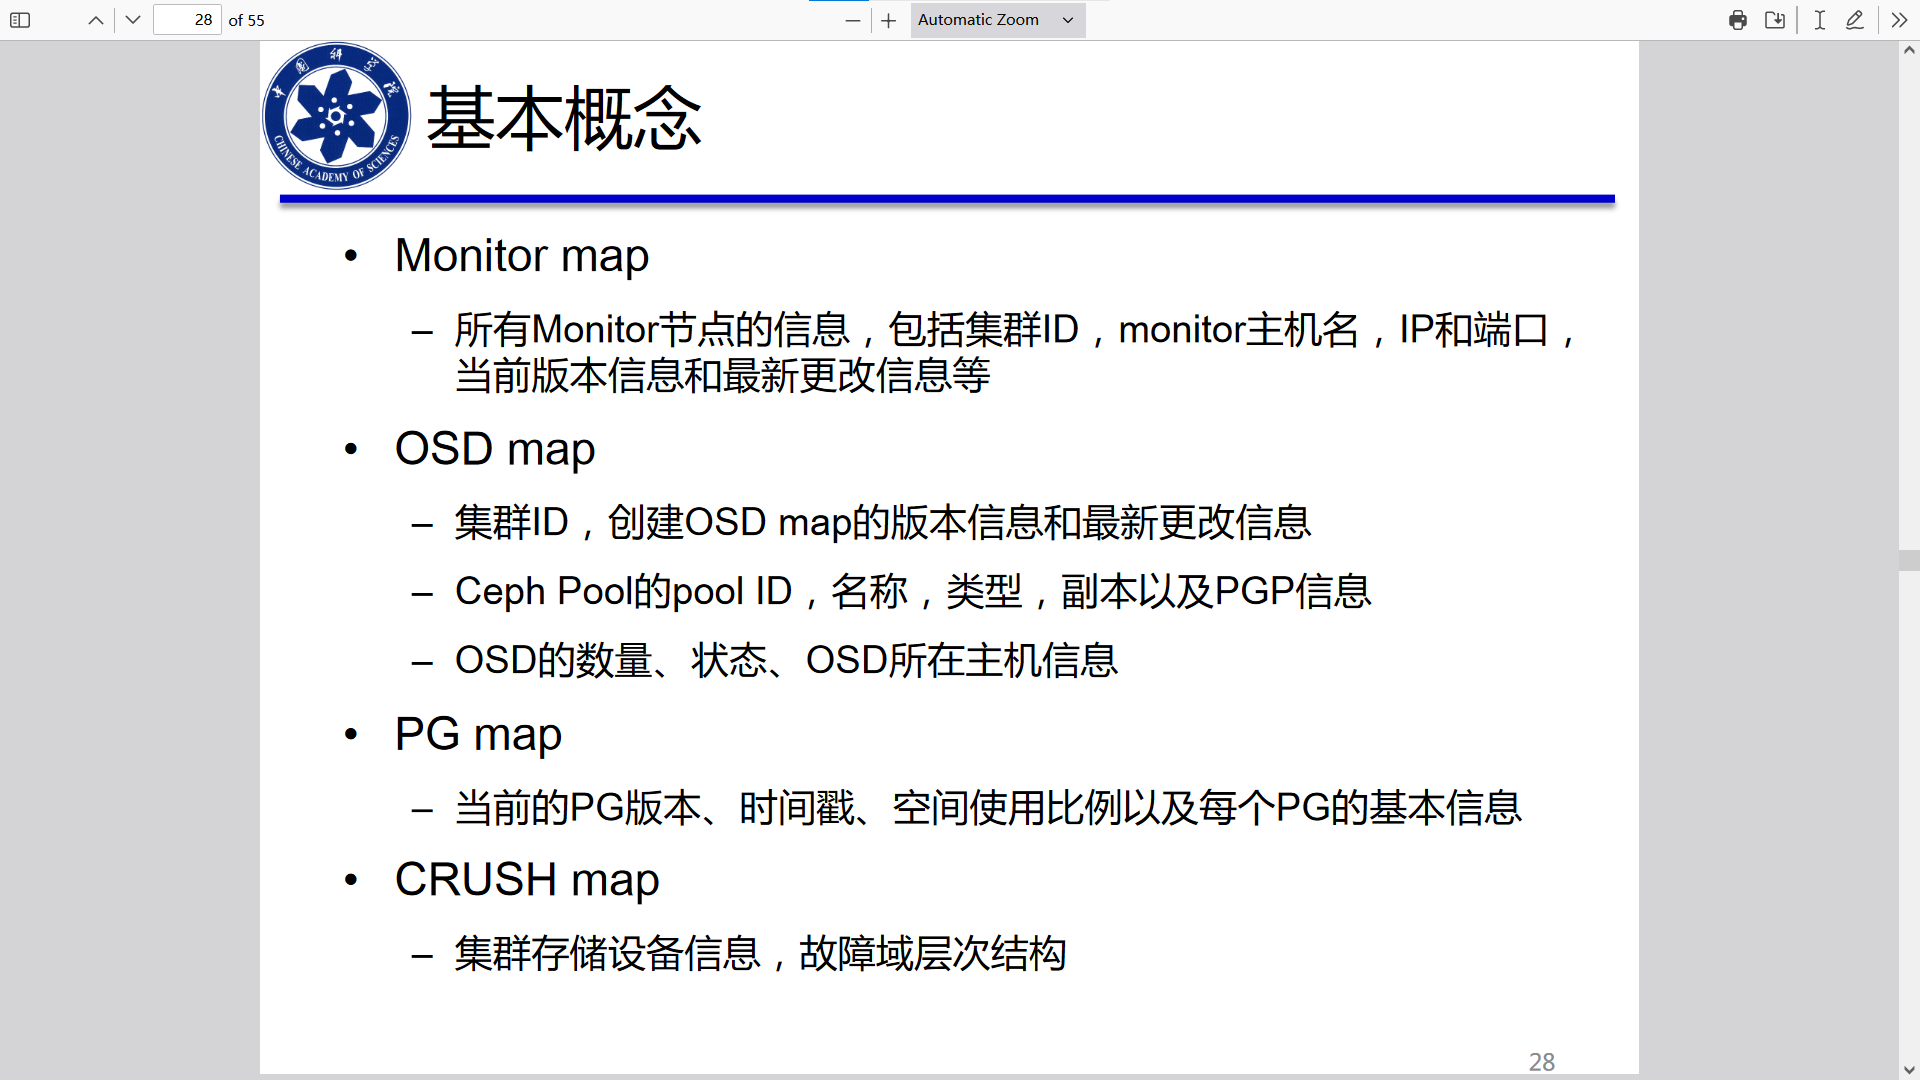 28 of 55
Automatic Zoom
中国科学院
CHINESE ACADEMY OF SCIENCES
基本概念
• Monitor map
– 所有Monitor节点的信息，包括集群ID，monitor主机名，IP和端口，
当前版本信息和最新更改信息等
• OSD map
– 集群ID，创建OSD map的版本信息和最新更改信息
– Ceph Pool的pool ID，名称，类型，副本以及PGP信息
– OSD的数量、状态、OSD所在主机信息
• PG map
– 当前的PG版本、时间戳、空间使用比例以及每个PG的基本信息
• CRUSH map
– 集群存储设备信息，故障域层次结构
28